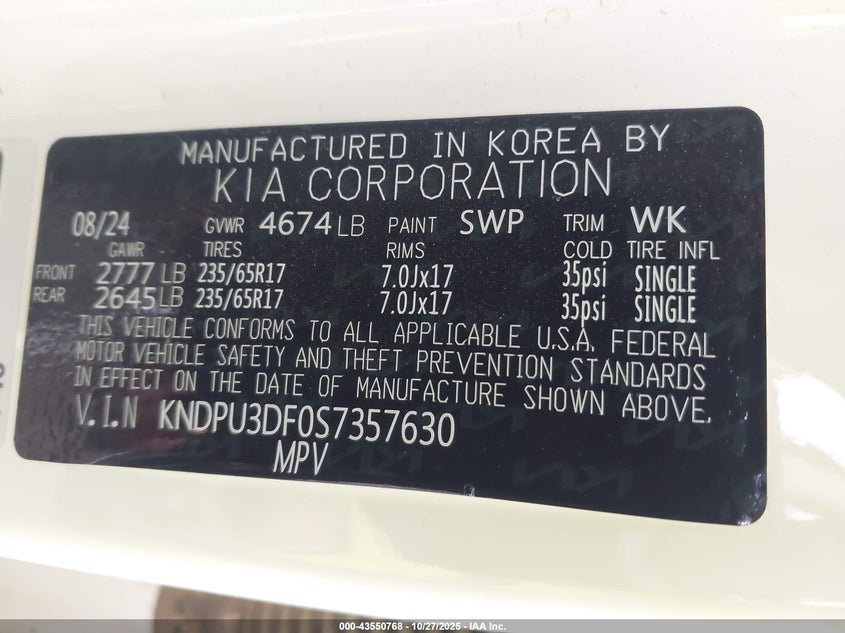 MANUFACTURED IN KOREA BY
KIA CORPORATION
08/24 GVWR 4674 LB PAINT SWP TRIM WK
GAWR TIRES RIMS COLD TIRE INFL
FRONT 2777 LB 235/65R17 7.0Jx17 35psi SINGLE
REAR 2645 LB 235/65R17 7.0Jx17 35psi SINGLE
THIS VEHICLE CONFORMS TO ALL APPLICABLE U.S.A. FEDERAL
MOTOR VEHICLE SAFETY AND THEFT PREVENTION STANDARDS
IN EFFECT ON THE DATE OF MANUFACTURE SHOWN ABOVE.
V.I.N KNDPU3DF0S7357630
MPV
000-43550768 - 10/27/2025 - IAA Inc.